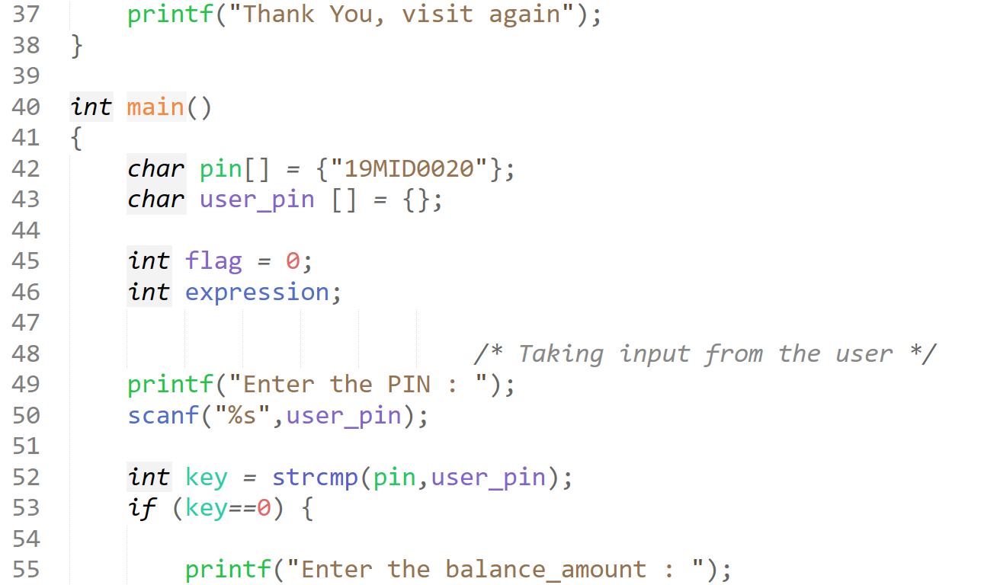 37 printf("Thank You, visit again");
38 }
39
40 int main()
41 {
42 char pin[] = {"19MID0020"};
43 char user_pin [] = {};
44
45 int flag = 0;
46 int expression;
47
48 /* Taking input from the user */
49 printf("Enter the PIN : ");
50 scanf("%s",user_pin);
51
52 int key = strcmp(pin,user_pin);
53 if (key==0) {
54
55 printf("Enter the balance_amount : ");